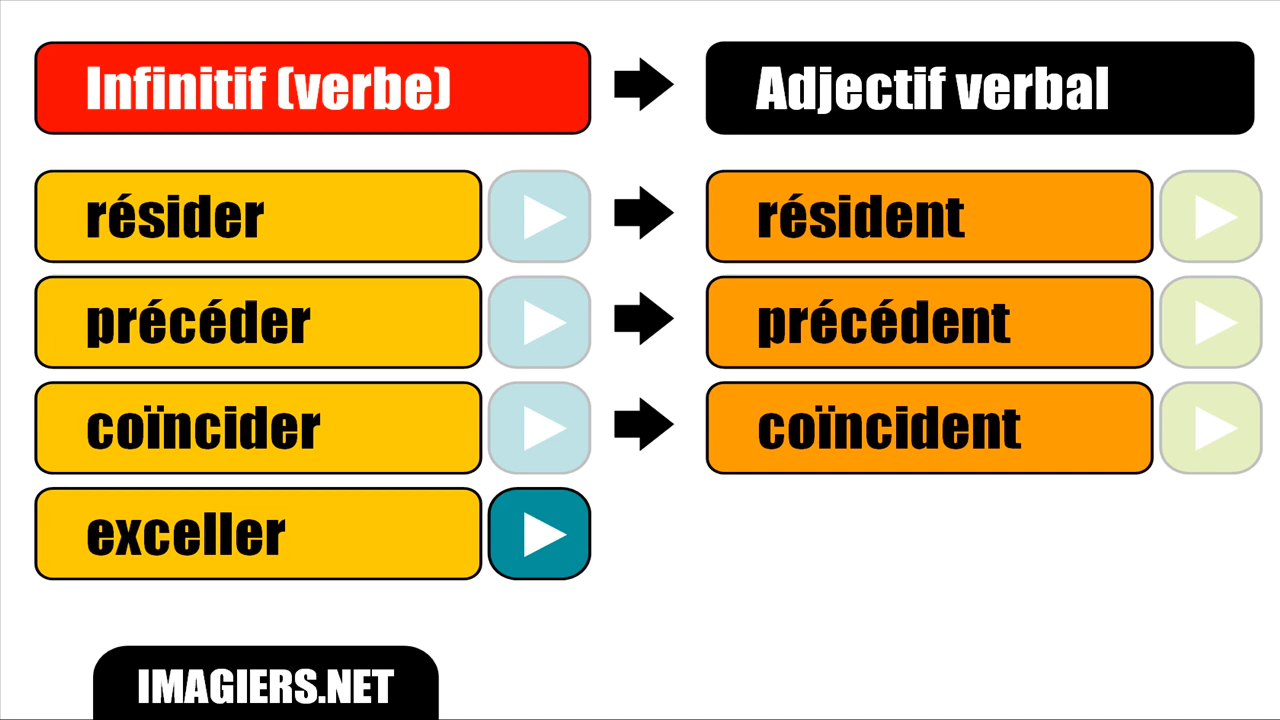 Infinitif (verbe)
Adjectif verbal
résider
résident
précéder
précédent
coïncider
coïncident
exceller
IMAGIERS.NET